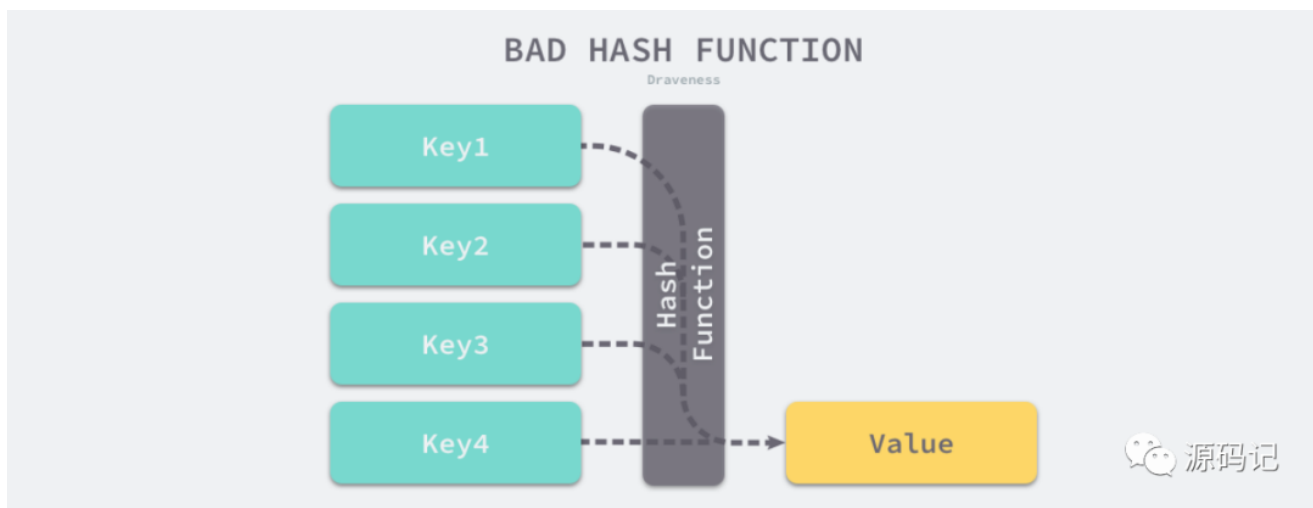 BAD HASH FUNCTION
Draveness
Key1
Key2
Key3
Key4
Hash
Function
Value
源码记